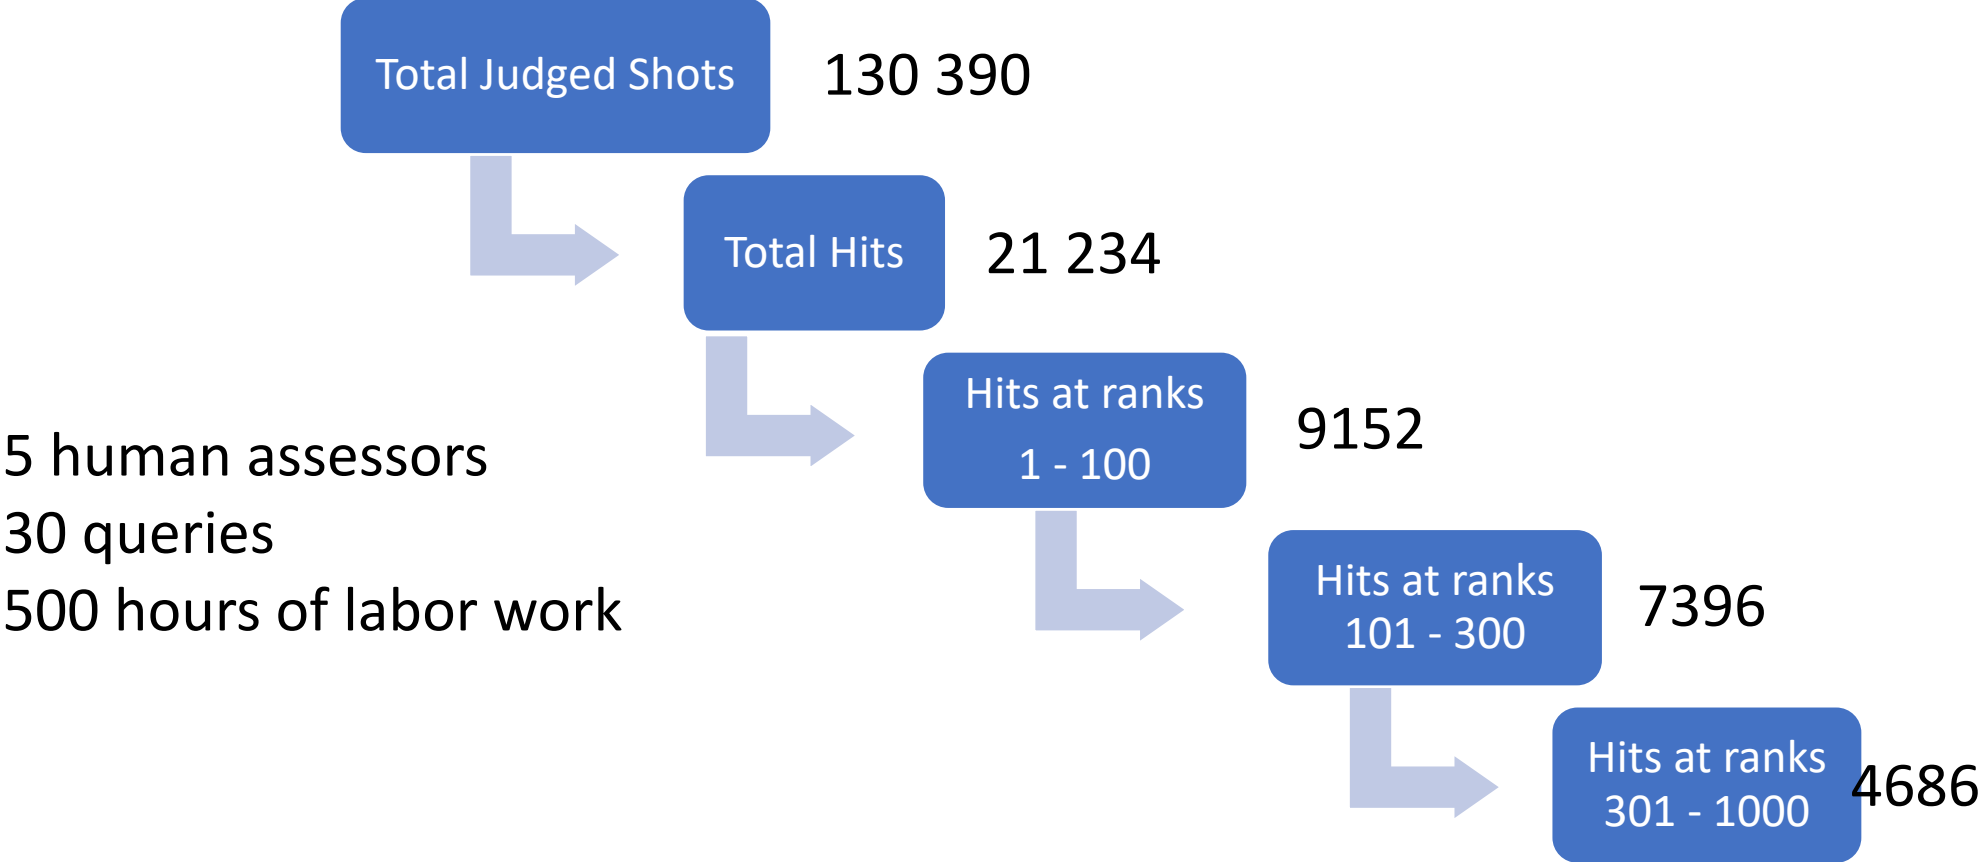 Total Judged Shots
130 390
Total Hits
21 234
Hits at ranks
1 - 100
9152
5 human assessors
30 queries
500 hours of labor work
Hits at ranks
101 - 300
7396
Hits at ranks
301 - 1000
4686